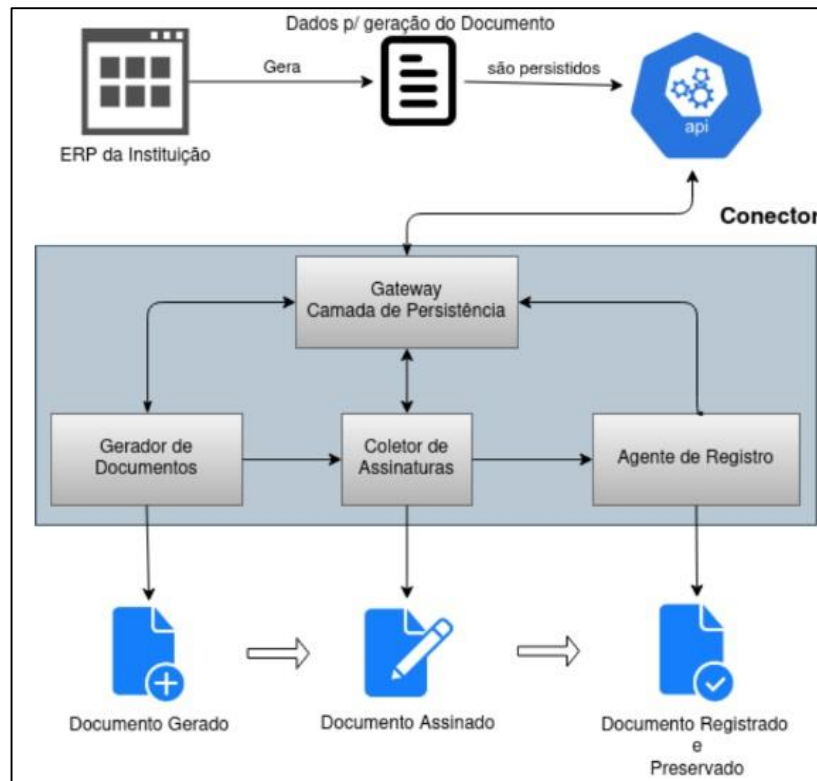 Dados p/ geração do Documento
Gera
são persistidos
api
ERP da Instituição
Conector
Gateway
Camada de Persistência
Gerador de
Documentos
Coletor de
Assinaturas
Agente de Registro
Documento Gerado
Documento Assinado
Documento Registrado
e
Preservado